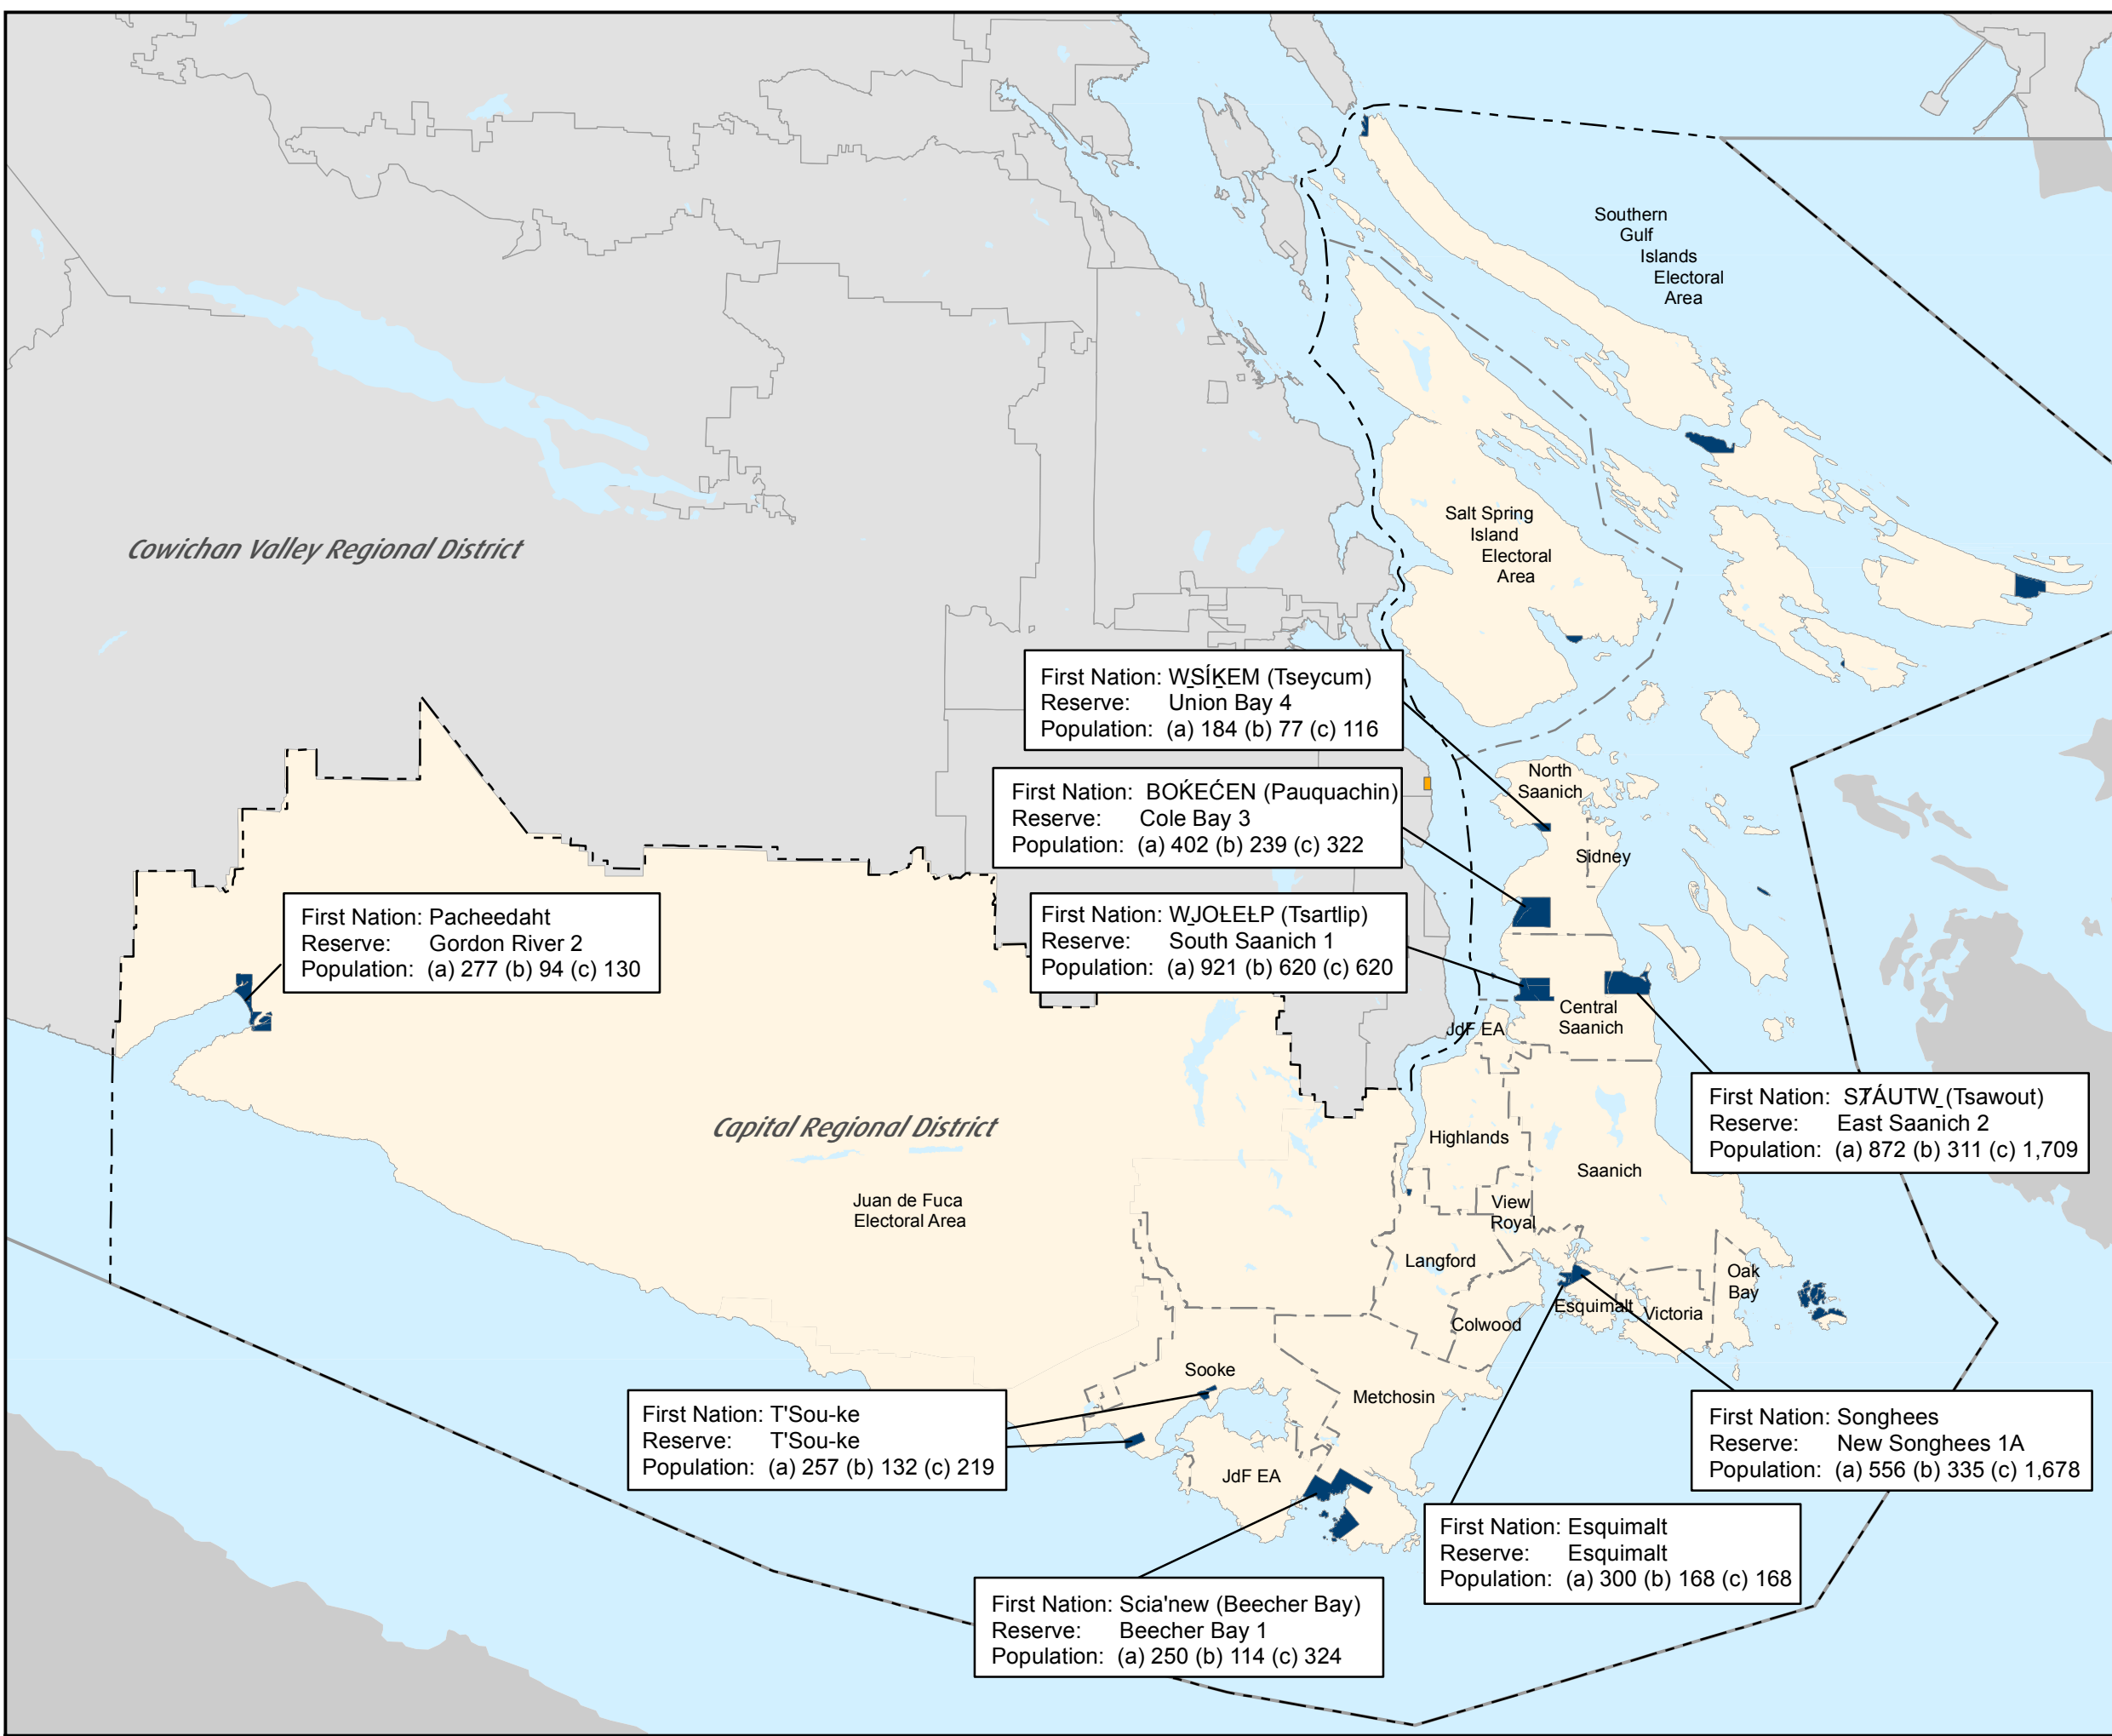 Southern
Gulf
Islands
Electoral
Area
Salt Spring
Island
Electoral
Area
Cowichan Valley Regional District
First Nation: W̱SÍḴEM (Tseycum)
Reserve: Union Bay 4
Population: (a) 184 (b) 77 (c) 116
North
Saanich
First Nation: BOḰEĆEN (Pauquachin)
Reserve: Cole Bay 3
Population: (a) 402 (b) 239 (c) 322
Sidney
First Nation: Pacheedaht
Reserve: Gordon River 2
Population: (a) 277 (b) 94 (c) 130
First Nation: W̱JOȽEȽP (Tsartlip)
Reserve: South Saanich 1
Population: (a) 921 (b) 620 (c) 620
Central
Saanich
JdF EA
First Nation: SȾÁUTW̱ (Tsawout)
Reserve: East Saanich 2
Population: (a) 872 (b) 311 (c) 1,709
Capital Regional District
Highlands
Saanich
Juan de Fuca
Electoral Area
View
Royal
Langford
Oak
Bay
Esquimalt
Victoria
Colwood
Sooke
Metchosin
First Nation: T'Sou-ke
Reserve: T'Sou-ke
Population: (a) 257 (b) 132 (c) 219
First Nation: Songhees
Reserve: New Songhees 1A
Population: (a) 556 (b) 335 (c) 1,678
JdF EA
First Nation: Esquimalt
Reserve: Esquimalt
Population: (a) 300 (b) 168 (c) 168
First Nation: Scia'new (Beecher Bay)
Reserve: Beecher Bay 1
Population: (a) 250 (b) 114 (c) 324